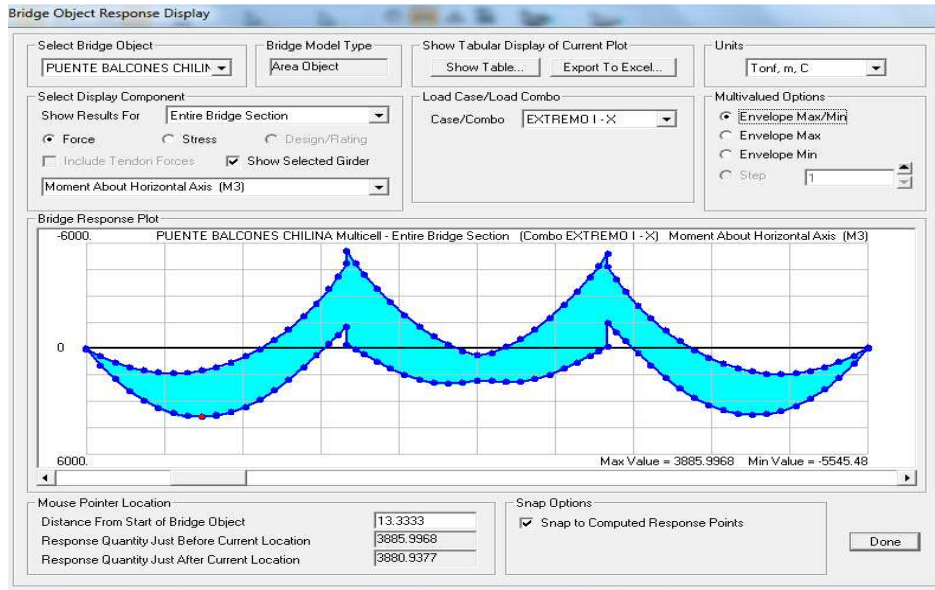 Bridge Object Response Display
Select Bridge Object
PUENTE BALCONES CHILIN
Bridge Model Type
Area Object
Show Tabular Display of Current Plot
Show Table...
Export To Excel...
Units
Tonf, m, C
Select Display Component
Show Results For
Entire Bridge Section
Force
Stress
Design/Rating
Include Tendon Forces
Show Selected Girder
Moment About Horizontal Axis (M3)
Load Case/Load Combo
Case/Combo
EXTREMO I - X
Multivalued Options
Envelope Max/Min
Envelope Max
Envelope Min
Step
1
Bridge Response Plot
-6000.
PUENTE BALCONES CHILINA Multicell - Entire Bridge Section (Combo EXTREMO I - X) Moment About Horizontal Axis (M3)
0
6000.
Max Value = 3885.9968 Min Value = -5545.48
Mouse Pointer Location
Distance From Start of Bridge Object
13.3333
Response Quantity Just Before Current Location
3885.9968
Response Quantity Just After Current Location
3880.9377
Snap Options
Snap to Computed Response Points
Done